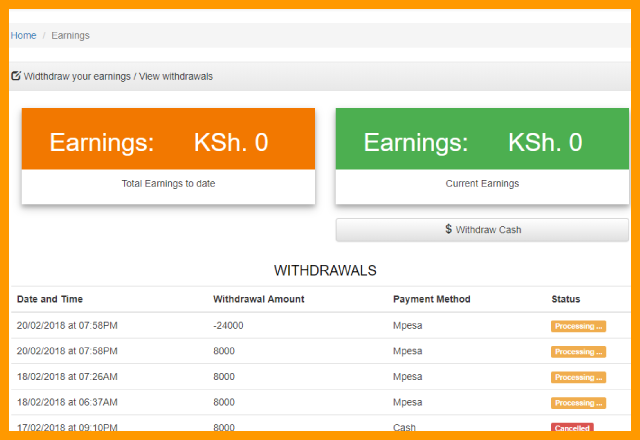 Home / Earnings
Widthdraw your earnings / View withdrawals
Earnings: KSh. 0
Total Earnings to date
Earnings: KSh. 0
Current Earnings
$ Withdraw Cash
WITHDRAWALS
Date and Time Withdrawal Amount Payment Method Status
20/02/2018 at 07:58PM -24000 Mpesa Processing ...
20/02/2018 at 07:58PM 8000 Mpesa Processing ...
18/02/2018 at 07:26AM 8000 Mpesa Processing ...
18/02/2018 at 06:37AM 8000 Mpesa Processing ...
17/02/2018 at 09:10PM 8000 Cash Cancelled